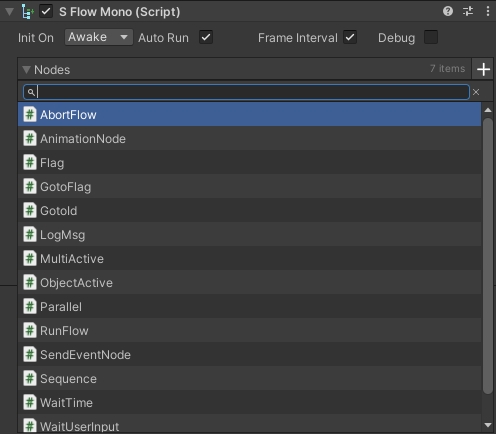 S Flow Mono (Script)
Init On Awake Auto Run Frame Interval Debug
Nodes 7 items
AbortFlow
AnimationNode
Flag
GotoFlag
GotoId
LogMsg
MultiActive
ObjectActive
Parallel
RunFlow
SendEventNode
Sequence
WaitTime
WaitUserInput